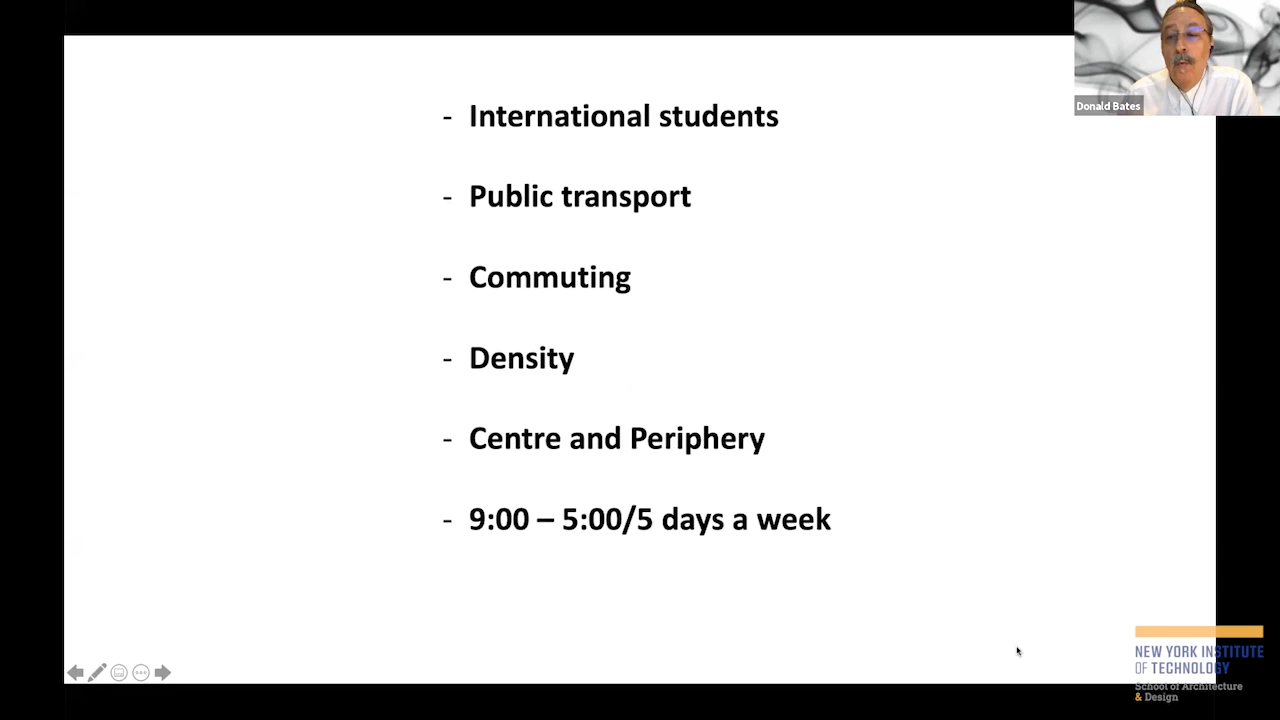 Donald Bates
- International students
- Public transport
- Commuting
- Density
- Centre and Periphery
- 9:00 – 5:00/5 days a week
NEW YORK INSTITUTE
OF TECHNOLOGY
School of Architecture
& Design